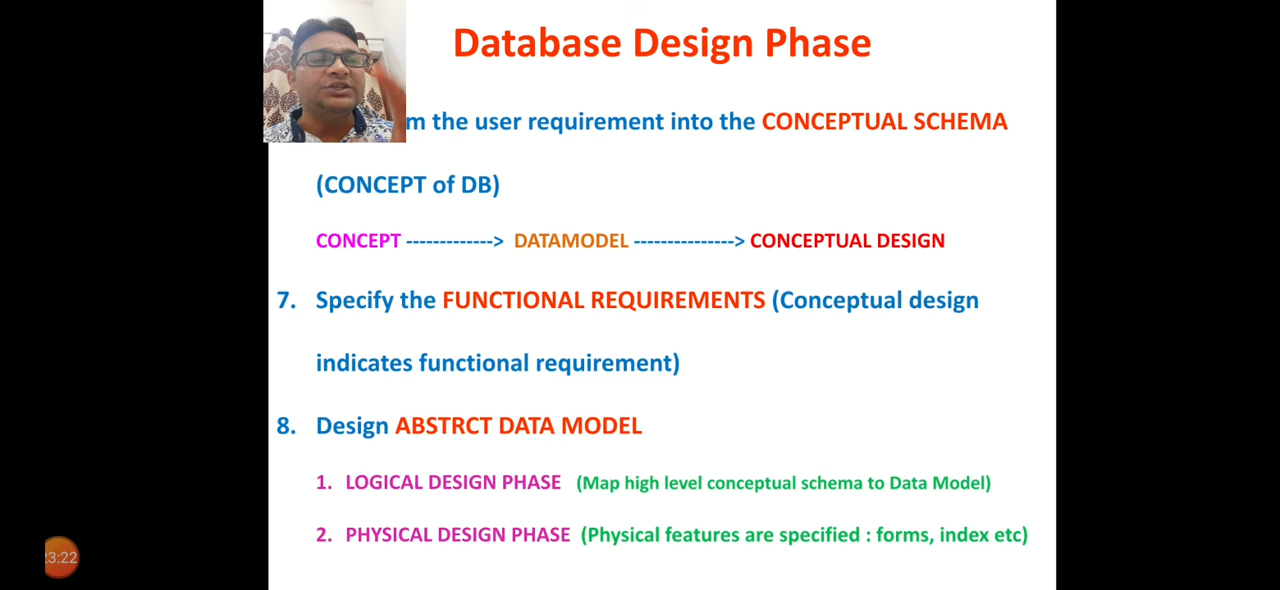 Database Design Phase
the user requirement into the CONCEPTUAL SCHEMA
(CONCEPT of DB)
CONCEPT -------------> DATAMODEL ---------------> CONCEPTUAL DESIGN
7. Specify the FUNCTIONAL REQUIREMENTS (Conceptual design
indicates functional requirement)
8. Design ABSTRCT DATA MODEL
1. LOGICAL DESIGN PHASE (Map high level conceptual schema to Data Model)
2. PHYSICAL DESIGN PHASE (Physical features are specified : forms, index etc)
3:22